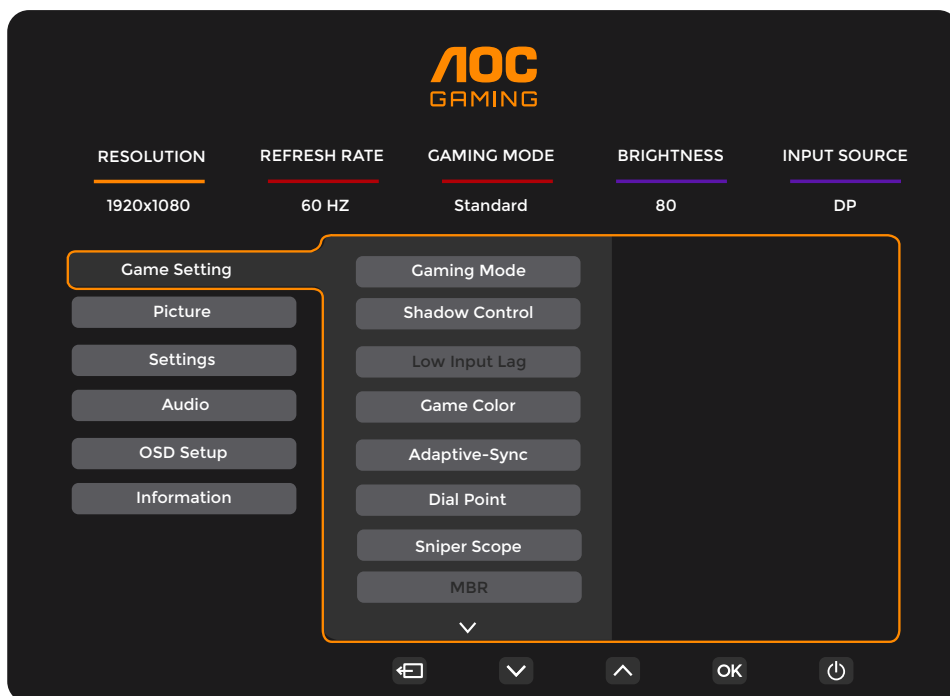 AOC
GAMING
RESOLUTION REFRESH RATE GAMING MODE BRIGHTNESS INPUT SOURCE
1920x1080 60 HZ Standard 80 DP
Game Setting Gaming Mode
Picture Shadow Control
Settings Low Input Lag
Audio Game Color
OSD Setup Adaptive-Sync
Information Dial Point
Sniper Scope
MBR
OK